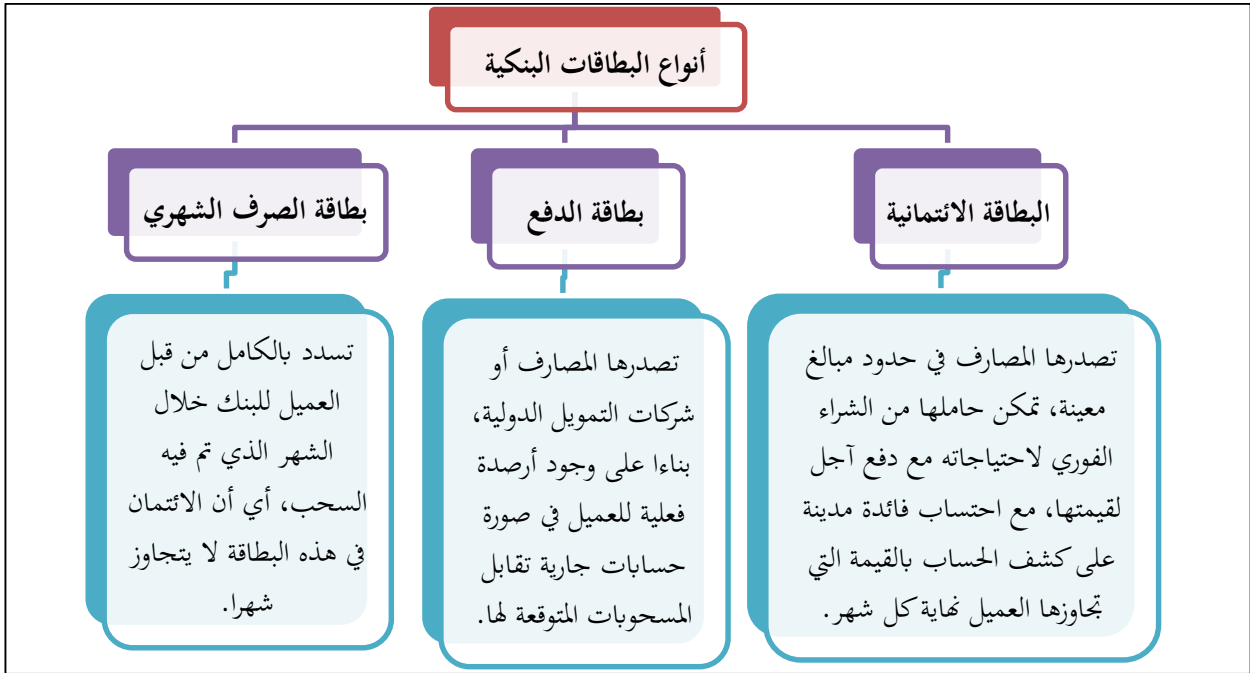 أنواع البطاقات البنكية
البطاقة الائتمانية
بطاقة الدفع
بطاقة الصرف الشهري
تصدرها المصارف في حدود مبالغ
معينة، تمكن حاملها من الشراء
الفوري لاحتياجاته مع دفع آجل
لقيمتها، مع احتساب فائدة مدينة
على كشف الحساب بالقيمة التي
تجاوزها العميل نهاية كل شهر.
تصدرها المصارف أو
شركات التمويل الدولية،
بناءا على وجود أرصدة
فعلية للعميل في صورة
حسابات جارية تقابل
المسحوبات المتوقعة لها.
تسدد بالكامل من قبل
العميل للبنك خلال
الشهر الذي تم فيه
السحب، أي أن الائتمان
في هذه البطاقة لا يتجاوز
شهرا.